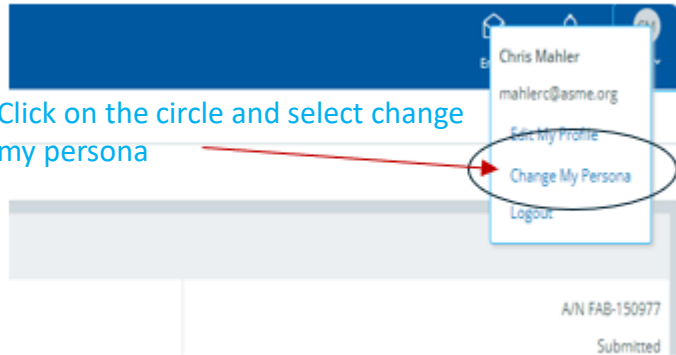 Chris Mahler
mahlerc@asme.org
Click on the circle and select change
my persona
Edit My Profile
Change My Persona
Logout
A/N FAB-150977
Submitted